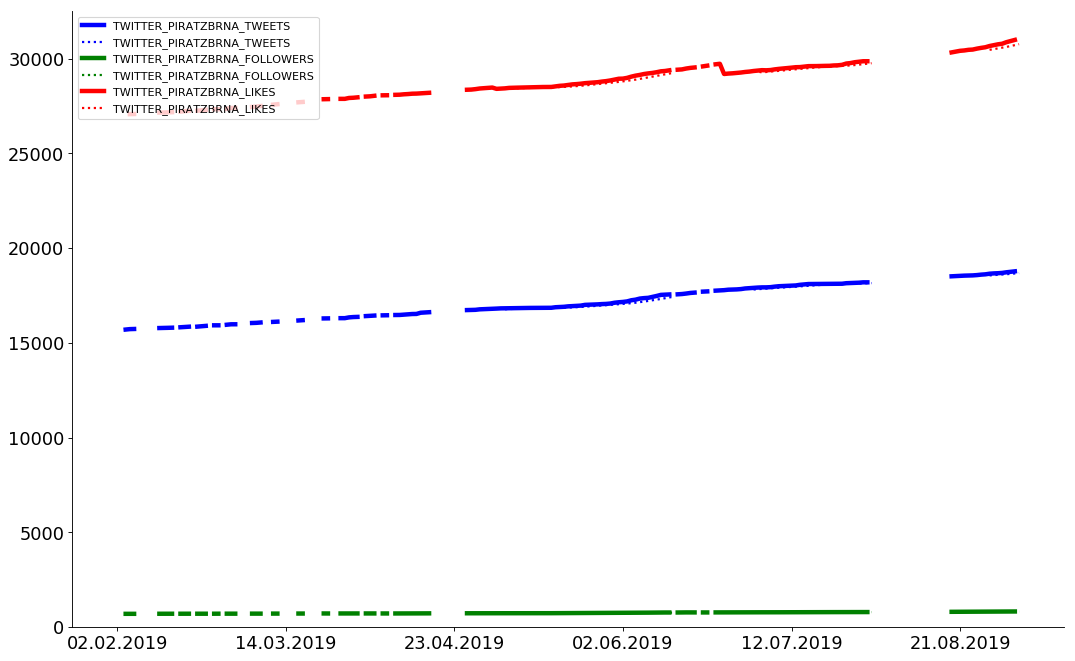 TWITTER_PIRATZBRNA_TWEETS
TWITTER_PIRATZBRNA_TWEETS
TWITTER_PIRATZBRNA_FOLLOWERS
TWITTER_PIRATZBRNA_FOLLOWERS
TWITTER_PIRATZBRNA_LIKES
TWITTER_PIRATZBRNA_LIKES
30000
25000
20000
15000
10000
5000
0
02.02.2019 14.03.2019 23.04.2019 02.06.2019 12.07.2019 21.08.2019